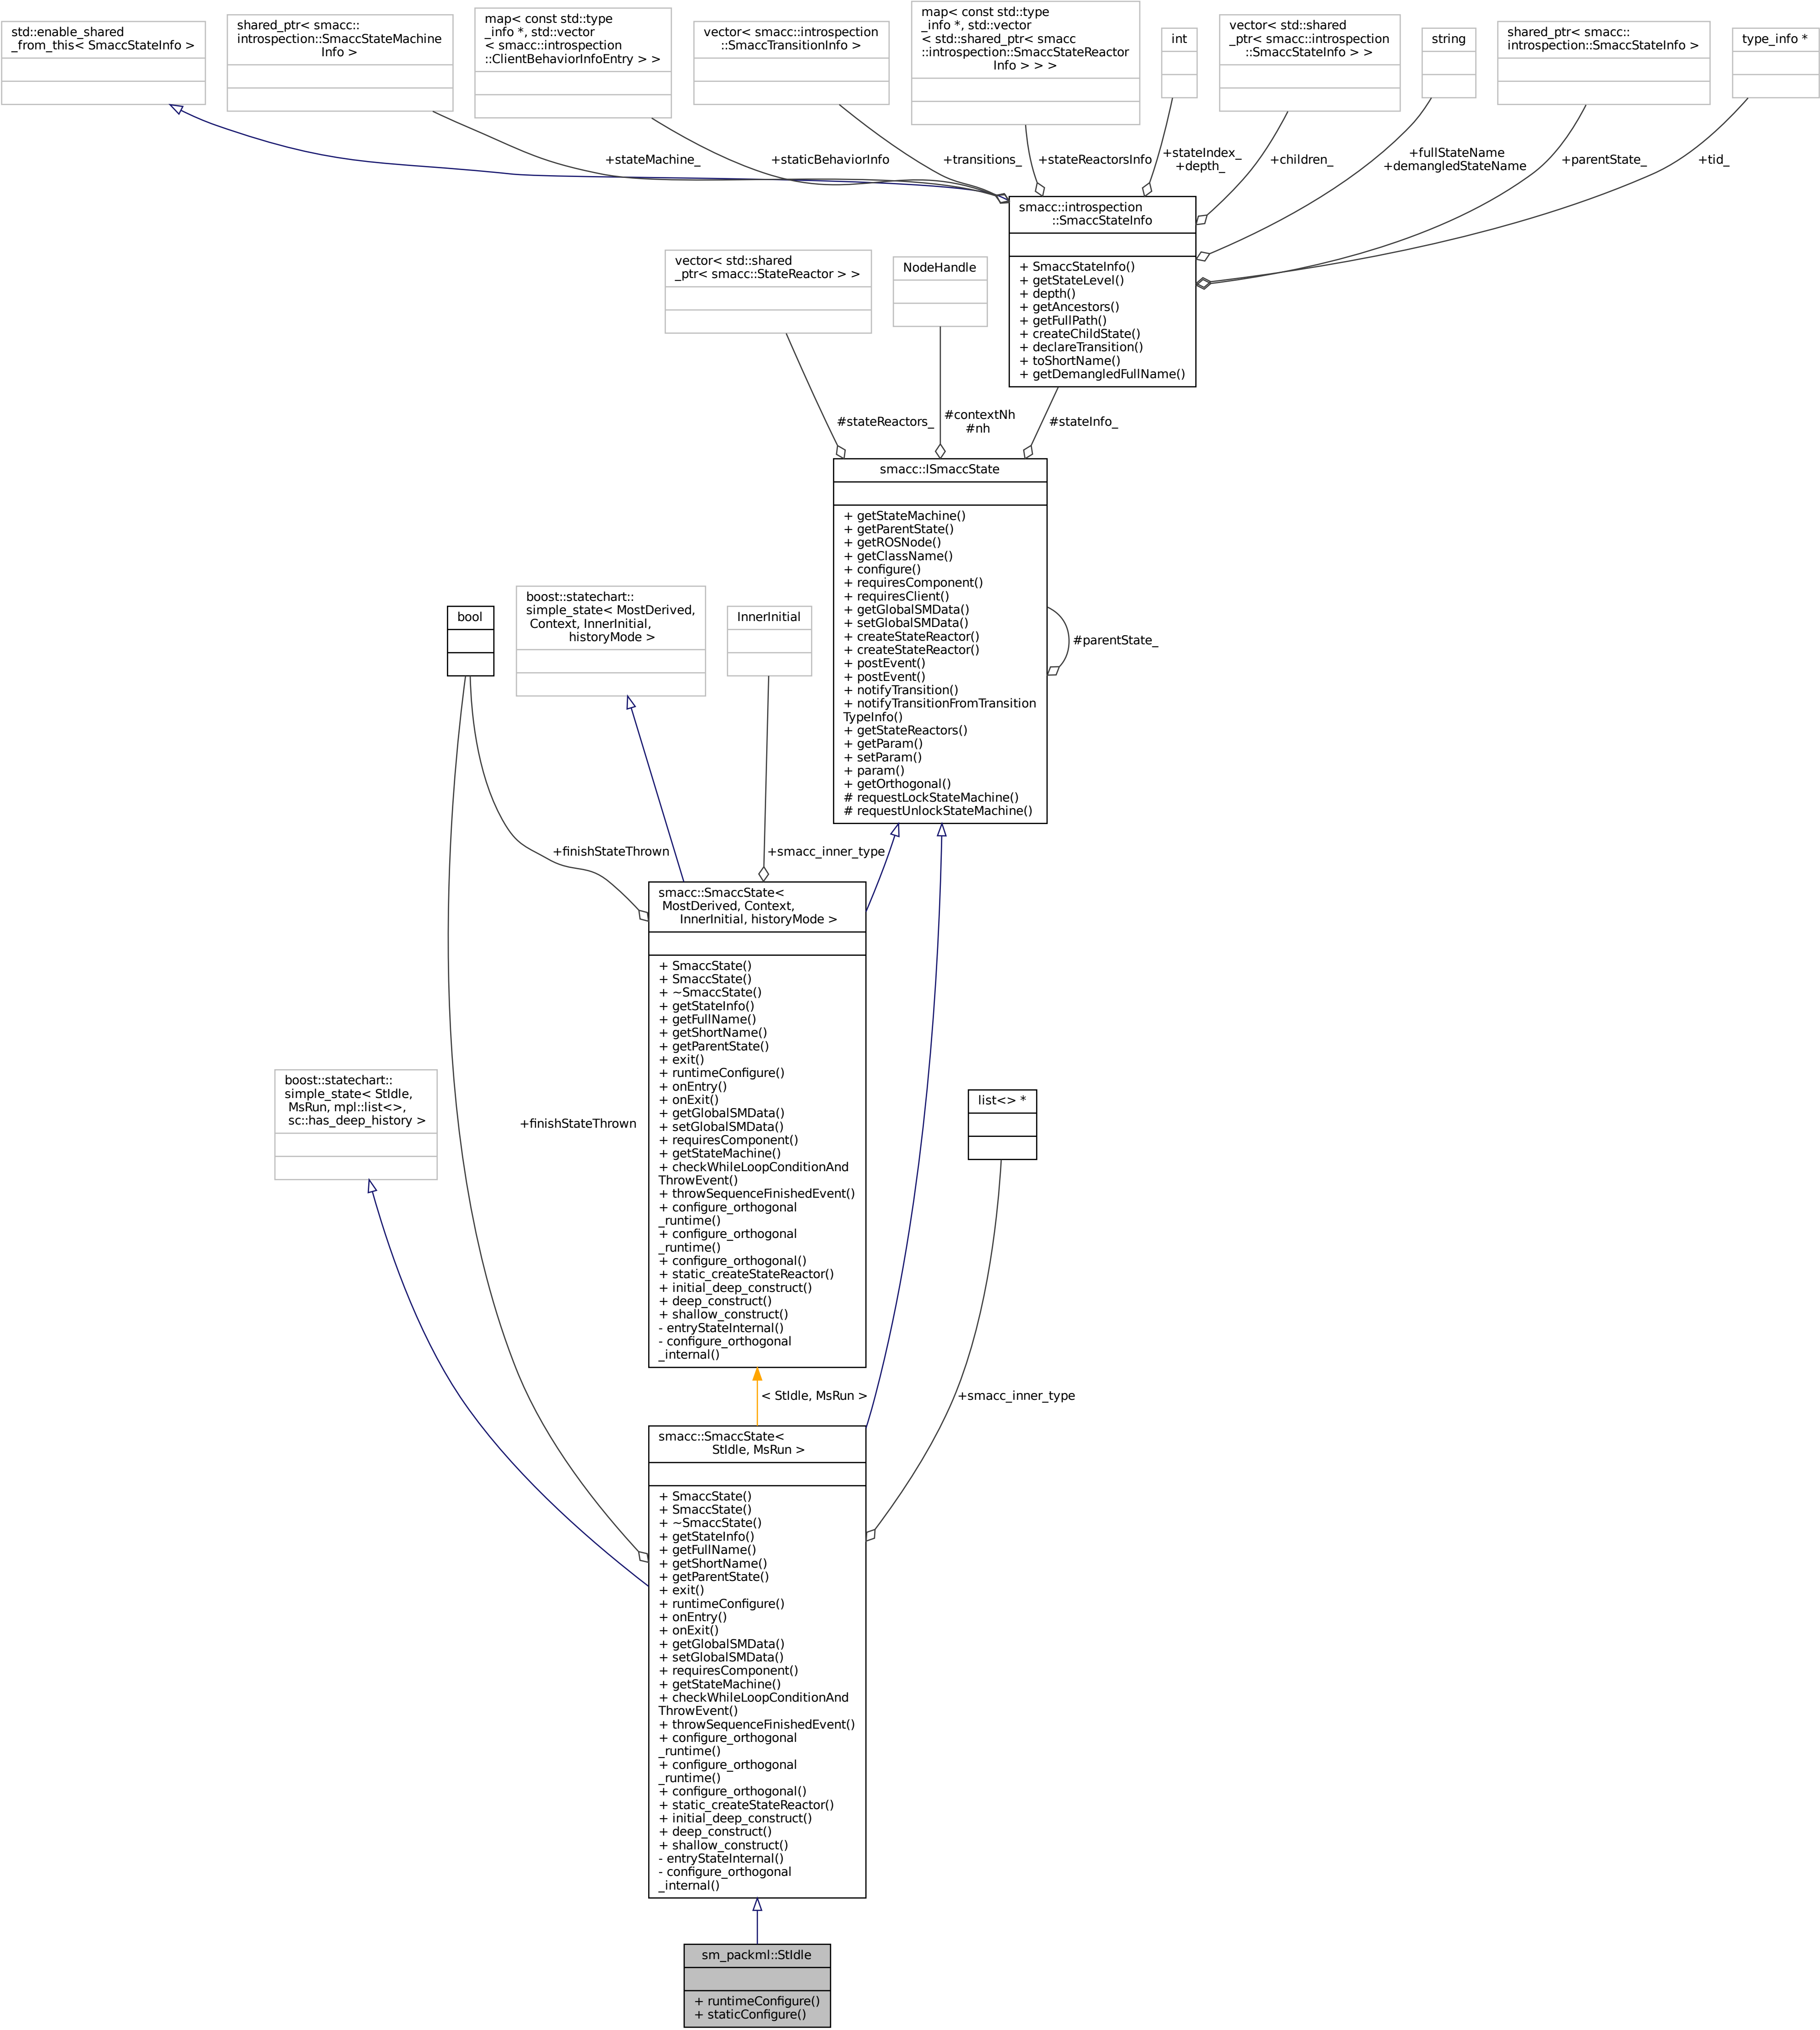 std::enable_shared
_from_this< SmaccStateInfo >
shared_ptr< smacc::
introspection::SmaccStateMachine
Info >
map< const std::type
_info *, std::vector
< smacc::introspection
::ClientBehaviorInfoEntry > >
vector< smacc::introspection
::SmaccTransitionInfo >
map< const std::type
_info *, std::vector
< std::shared_ptr< smacc
::introspection::SmaccStateReactor
Info > > >
int
vector< std::shared
_ptr< smacc::introspection
::SmaccStateInfo > >
string
shared_ptr< smacc::
introspection::SmaccStateInfo >
type_info *
+stateMachine_
+staticBehaviorInfo
+transitions_
+stateReactorsInfo
+stateIndex_
+depth_
+children_
+fullStateName
+demangledStateName
+parentState_
+tid_
smacc::introspection
::SmaccStateInfo
+ SmaccStateInfo()
+ getStateLevel()
+ depth()
+ getAncestors()
+ getFullPath()
+ createChildState()
+ declareTransition()
+ toShortName()
+ getDemangledFullName()
vector< std::shared
_ptr< smacc::StateReactor > >
NodeHandle
#stateReactors_
#contextNh
#nh
#stateInfo_
smacc::ISmaccState
+ getStateMachine()
+ getParentState()
+ getROSNode()
+ getClassName()
+ configure()
+ requiresComponent()
+ requiresClient()
+ getGlobalSMData()
+ setGlobalSMData()
+ createStateReactor()
+ createStateReactor()
+ postEvent()
+ postEvent()
+ notifyTransition()
+ notifyTransitionFromTransition
TypeInfo()
+ getStateReactors()
+ getParam()
+ setParam()
+ param()
+ getOrthogonal()
# requestLockStateMachine()
# requestUnlockStateMachine()
#parentState_
bool
boost::statechart::
simple_state< MostDerived,
Context, InnerInitial,
historyMode >
InnerInitial
+finishStateThrown
+smacc_inner_type
smacc::SmaccState<
MostDerived, Context,
InnerInitial, historyMode >
+ SmaccState()
+ SmaccState()
+ ~SmaccState()
+ getStateInfo()
+ getFullName()
+ getShortName()
+ getParentState()
+ exit()
+ runtimeConfigure()
+ onEntry()
+ onExit()
+ getGlobalSMData()
+ setGlobalSMData()
+ requiresComponent()
+ getStateMachine()
+ checkWhileLoopConditionAnd
ThrowEvent()
+ throwSequenceFinishedEvent()
+ configure_orthogonal
_runtime()
+ configure_orthogonal
_runtime()
+ configure_orthogonal()
+ static_createStateReactor()
+ initial_deep_construct()
+ deep_construct()
+ shallow_construct()
- entryStateInternal()
- configure_orthogonal
_internal()
boost::statechart::
simple_state< StIdle,
MsRun, mpl::list<>,
sc::has_deep_history >
+finishStateThrown
list<> *
< StIdle, MsRun >
+smacc_inner_type
smacc::SmaccState<
StIdle, MsRun >
+ SmaccState()
+ SmaccState()
+ ~SmaccState()
+ getStateInfo()
+ getFullName()
+ getShortName()
+ getParentState()
+ exit()
+ runtimeConfigure()
+ onEntry()
+ onExit()
+ getGlobalSMData()
+ setGlobalSMData()
+ requiresComponent()
+ getStateMachine()
+ checkWhileLoopConditionAnd
ThrowEvent()
+ throwSequenceFinishedEvent()
+ configure_orthogonal
_runtime()
+ configure_orthogonal
_runtime()
+ configure_orthogonal()
+ static_createStateReactor()
+ initial_deep_construct()
+ deep_construct()
+ shallow_construct()
- entryStateInternal()
- configure_orthogonal
_internal()
sm_packml::StIdle
+ runtimeConfigure()
+ staticConfigure()